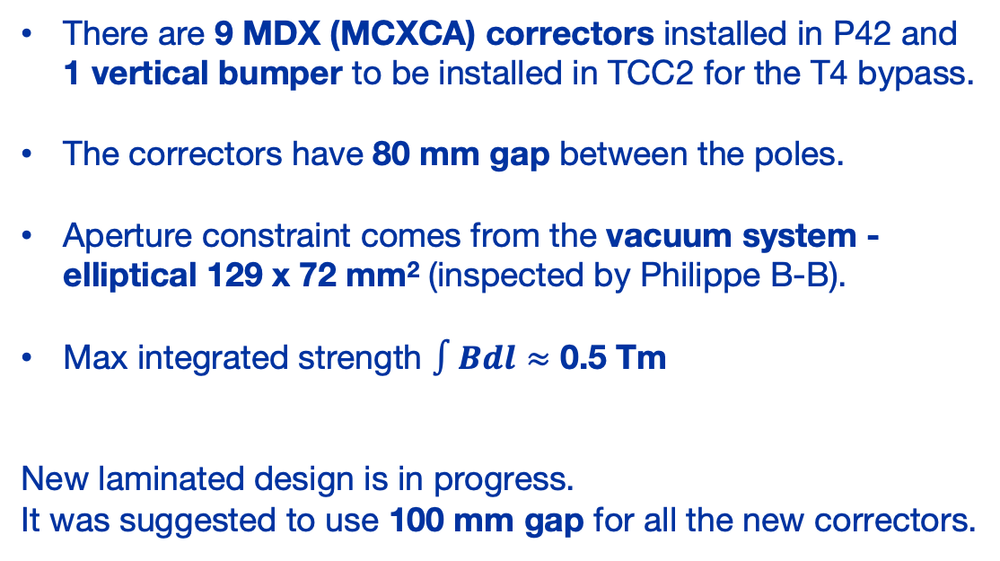 • There are 9 MDX (MCXCA) correctors installed in P42 and
1 vertical bumper to be installed in TCC2 for the T4 bypass.
• The correctors have 80 mm gap between the poles.
• Aperture constraint comes from the vacuum system -
elliptical 129 x 72 mm² (inspected by Philippe B-B).
• Max integrated strength ∫ Bdl ≈ 0.5 Tm
New laminated design is in progress.
It was suggested to use 100 mm gap for all the new correctors.